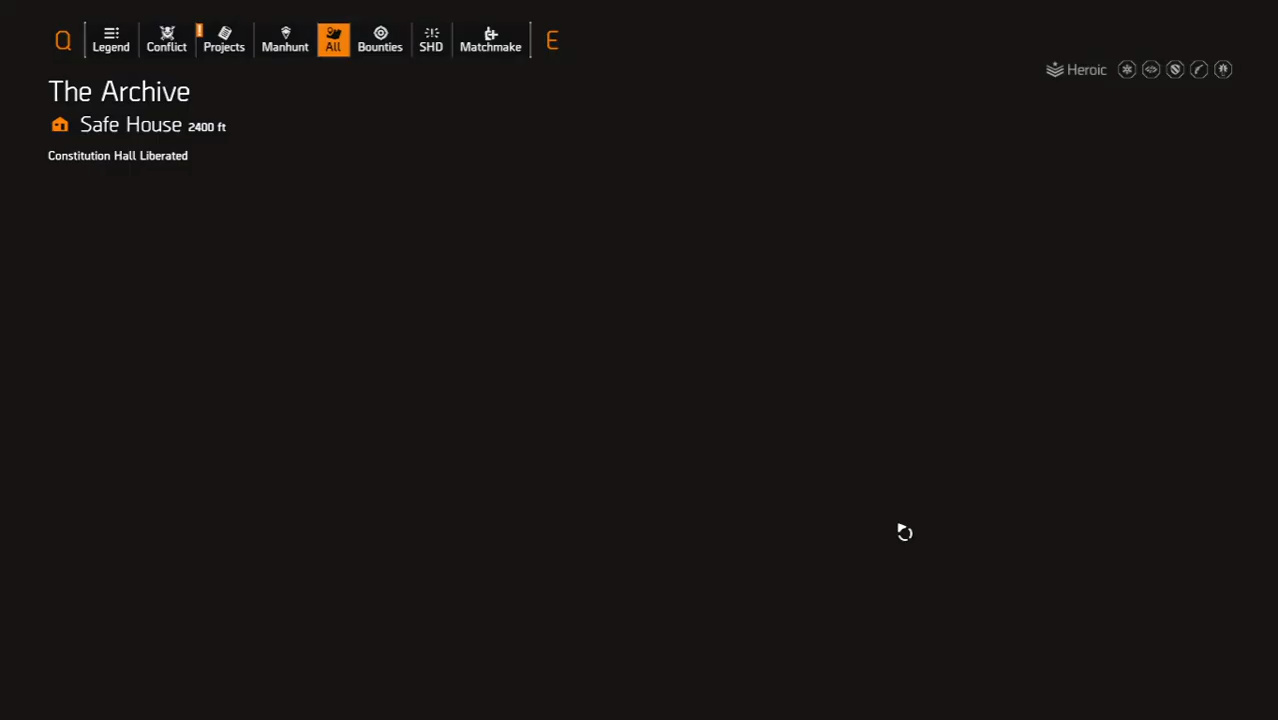 Q Legend Conflict Projects Manhunt All Bounties SHD Matchmake E
Heroic
The Archive
Safe House 2400 ft
Constitution Hall Liberated